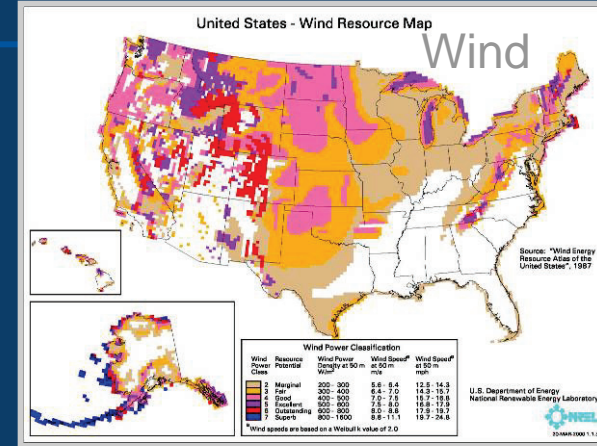 United States - Wind Resource Map
Wind
Source: "Wind Energy
Resource Atlas of the
United States", 1987
Wind Power Classification
Wind Power Class Resource Potential Wind Power Density at 50 m W/m² Wind Speedª at 50 m m/s Wind Speedª at 50 m mph
2 Marginal 200 - 300 5.6 - 6.4 12.5 - 14.3
3 Fair 300 - 400 6.4 - 7.0 14.3 - 15.7
4 Good 400 - 500 7.0 - 7.5 15.7 - 16.8
5 Excellent 500 - 600 7.5 - 8.0 16.8 - 17.9
6 Outstanding 600 - 800 8.0 - 8.8 17.9 - 19.7
7 Superb 800 - 1600 8.8 - 11.1 19.7 - 24.8
ªWind speeds are based on a Weibull k value of 2.0
U.S. Department of Energy
National Renewable Energy Laboratory
NREL